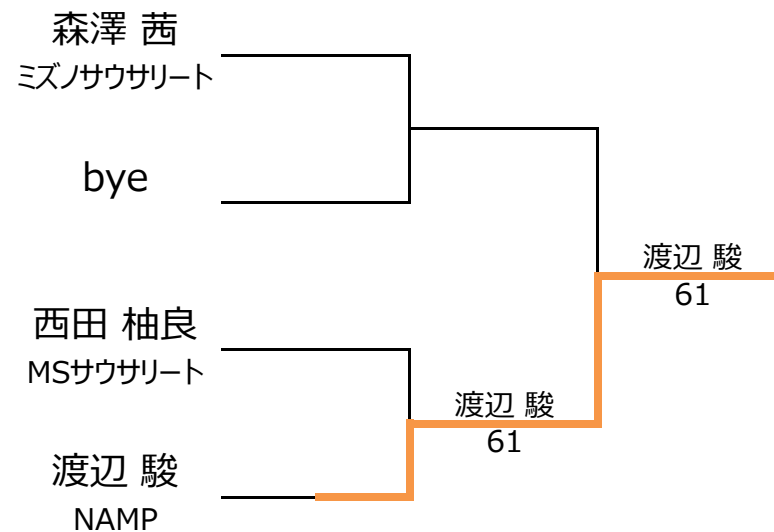 森澤 茜
ミズノサウサリート
bye
西田 柚良
MSサウサリート
渡辺 駿
NAMP
渡辺 駿
61
渡辺 駿
61